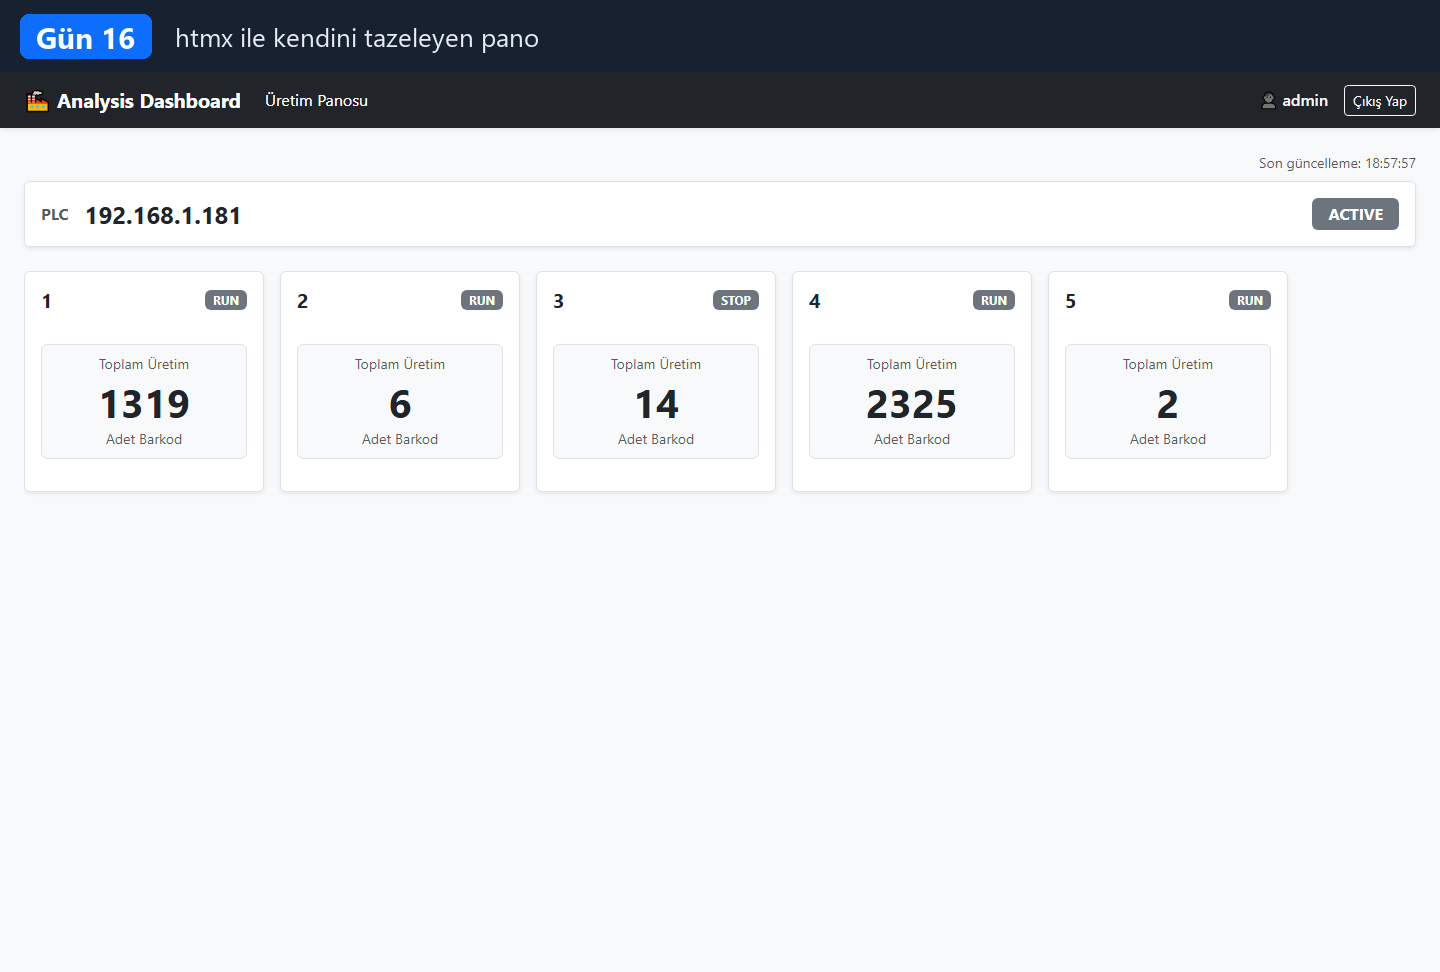 Gün 16 htmx ile kendini tazeleyen pano
Analysis Dashboard Üretim Panosu admin Çıkış Yap
Son güncelleme: 18:57:57
PLC 192.168.1.181 ACTIVE
1 RUN
Toplam Üretim
1319
Adet Barkod
2 RUN
Toplam Üretim
6
Adet Barkod
3 STOP
Toplam Üretim
14
Adet Barkod
4 RUN
Toplam Üretim
2325
Adet Barkod
5 RUN
Toplam Üretim
2
Adet Barkod